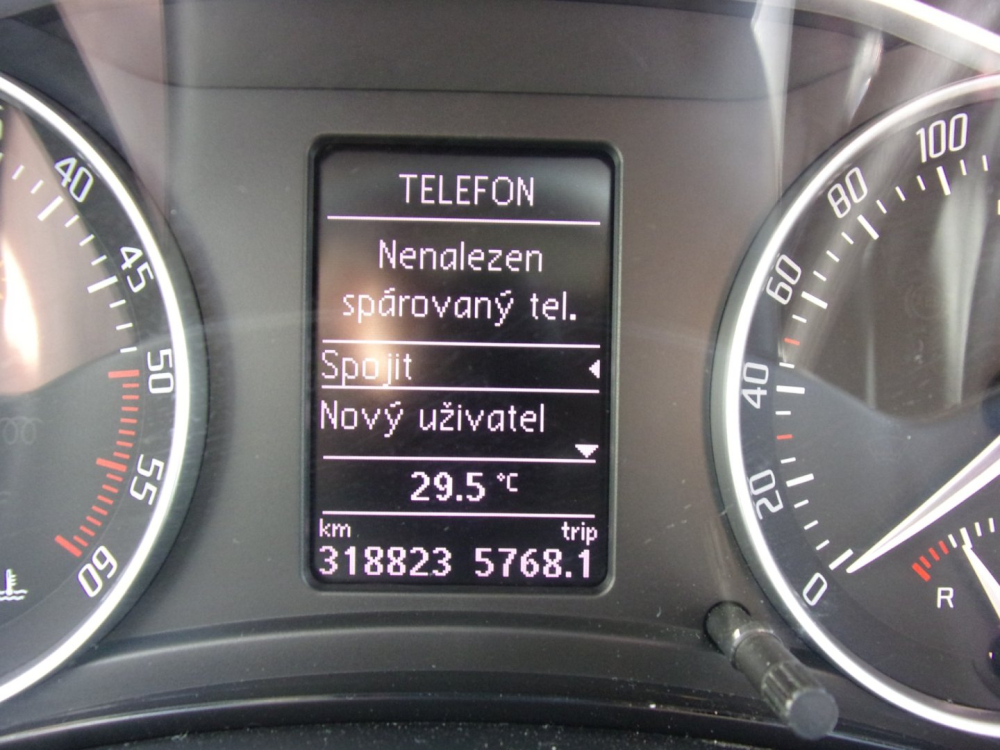 TELEFON
Nenalezen
spárovaný tel.
Spojit
Nový uživatel
29.5 °C
km trip
318823 5768.1
40
45
50
55
60
100
80
60
40
20
0
R